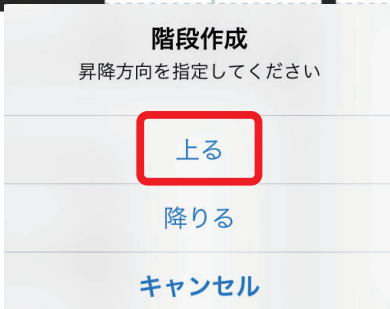 階段作成
昇降方向を指定してください
上る
降りる
キャンセル